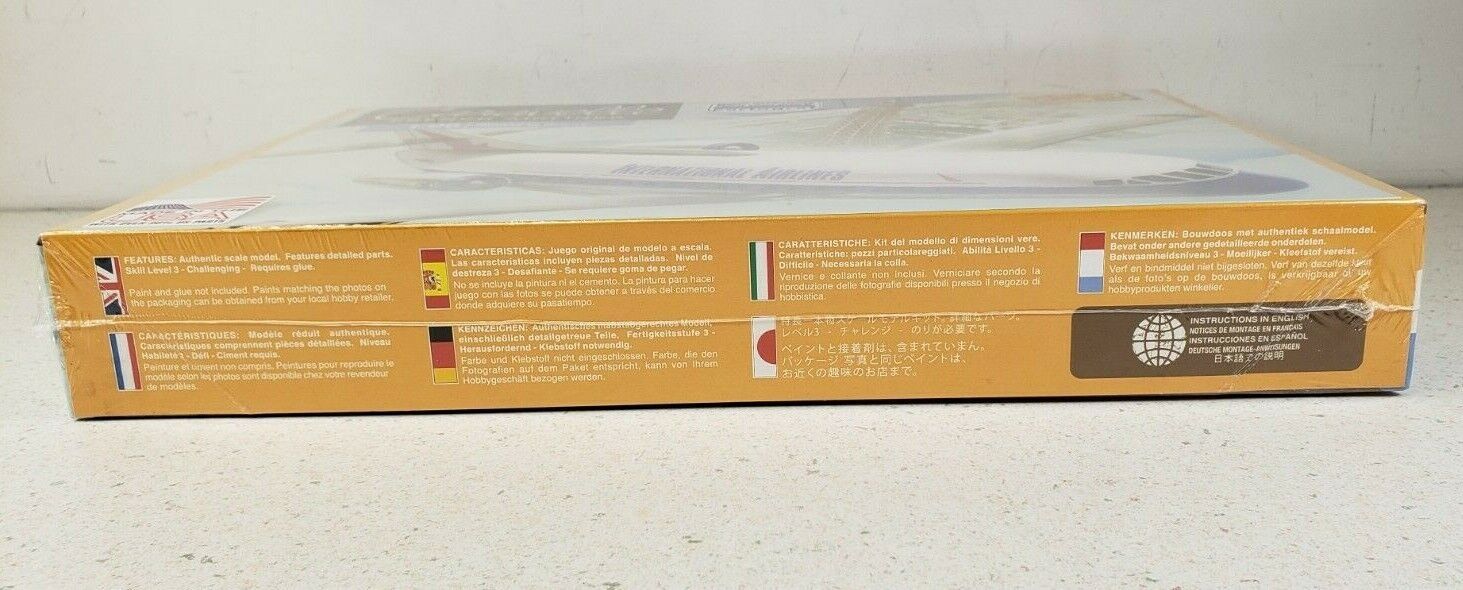 INTERNATIONAL AIRLINES
FEATURES: Authentic scale model. Features detailed parts.
Skill Level 3 - Challenging - Requires glue.
Paint and glue not included. Paints matching the photos on
the packaging can be obtained from your local hobby retailer.
CARACTÉRISTIQUES: Modèle réduit authentique.
Caractéristiques comprennent pièces détaillées. Niveau
Habileté 3 - Défi - Ciment requis.
Peinture et ciment non compris. Peintures pour reproduire le
modèle selon les photos sont disponible chez votre revendeur
de modèles.
CARACTERISTICAS: Juego original de modelo a escala.
Las características incluyen piezas detalladas. Nivel de
destreza 3 - Desafiante - Se requiere goma de pegar.
No se incluye la pintura ni el cemento. La pintura para hacer
juego con las fotos se puede obtener a través del comercio
donde adquiere su pasatiempo.
KENNZEICHEN: Authentisches maßstabgerechtes Modell,
einschließlich detailgetreue Teile, Fertigkeitsstufe 3 -
Herausfordernd - Klebstoff notwendig.
Farbe und Klebstoff nicht eingeschlossen. Farbe, die den
Fotografien auf dem Paket entspricht, kann von Ihrem
Hobbygeschäft bezogen werden.
CARATTERISTICHE: Kit del modello di dimensioni vere.
Caratteristiche: pezzi particolareggiati. Abilità Livello 3 -
Difficile - Necessaria la colla.
Vernice e collante non inclusi. Verniciare secondo la
riproduzione delle fotografie disponibili presso il negozio di
hobbistica.
レベル3 - チャレンジ - のりが必要です。
ペイントと接着剤は、含まれていません。
パッケージ 写真と同じペイントは、
お近くの趣味のお店まで。
KENMERKEN: Bouwdoos met authentiek schaalmodel.
Bevat onder andere gedetailleerde onderdelen.
Bekwaamheidsniveau 3 - Moeilijker - Kleefstof vereist.
Verf en bindmiddel niet bijgesloten. Verf van dezelfde kleur
als de foto's op de bouwdoos, is verkrijgbaar bij uw
hobbyprodukten winkelier.
INSTRUCTIONS IN ENGLISH
NOTICES DE MONTAGE EN FRANÇAIS
INSTRUCCIONES EN ESPAÑOL
DEUTSCHE MONTAGE-ANWEISUNGEN
日本語での説明